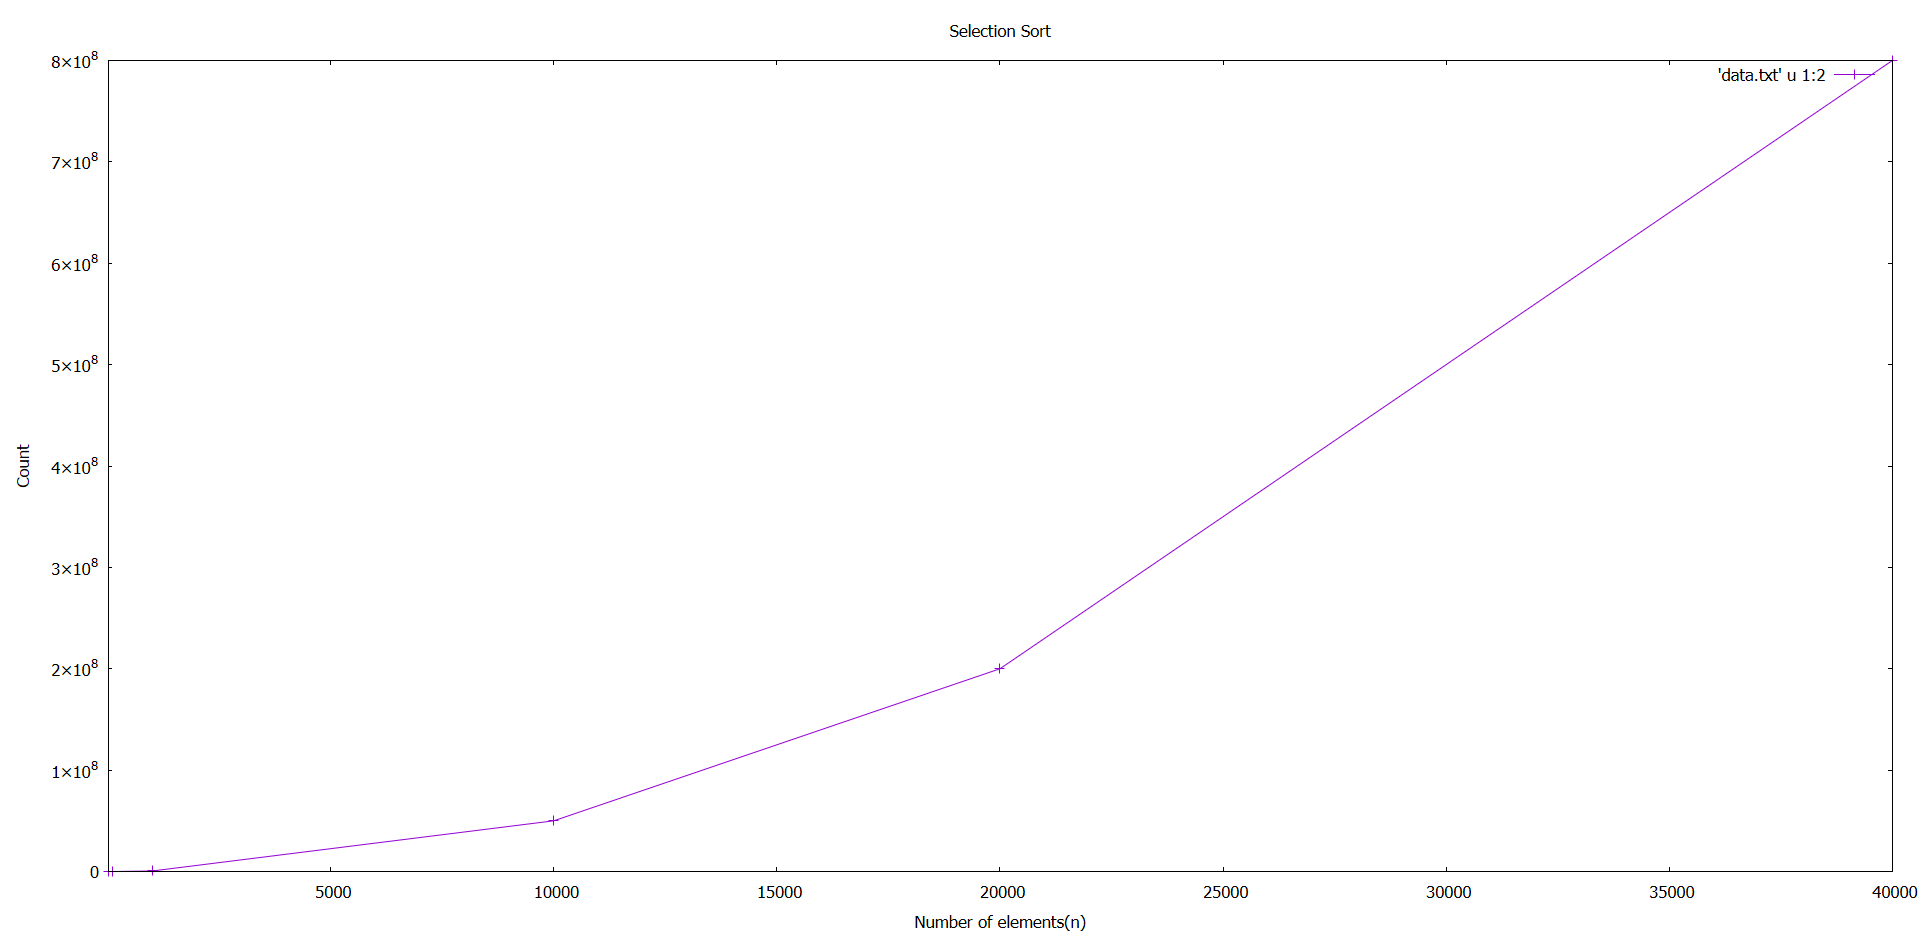 Selection Sort
'data.txt' u 1:2
8×10⁸
7×10⁸
6×10⁸
5×10⁸
4×10⁸
3×10⁸
2×10⁸
1×10⁸
0
Count
5000 10000 15000 20000 25000 30000 35000 40000
Number of elements(n)